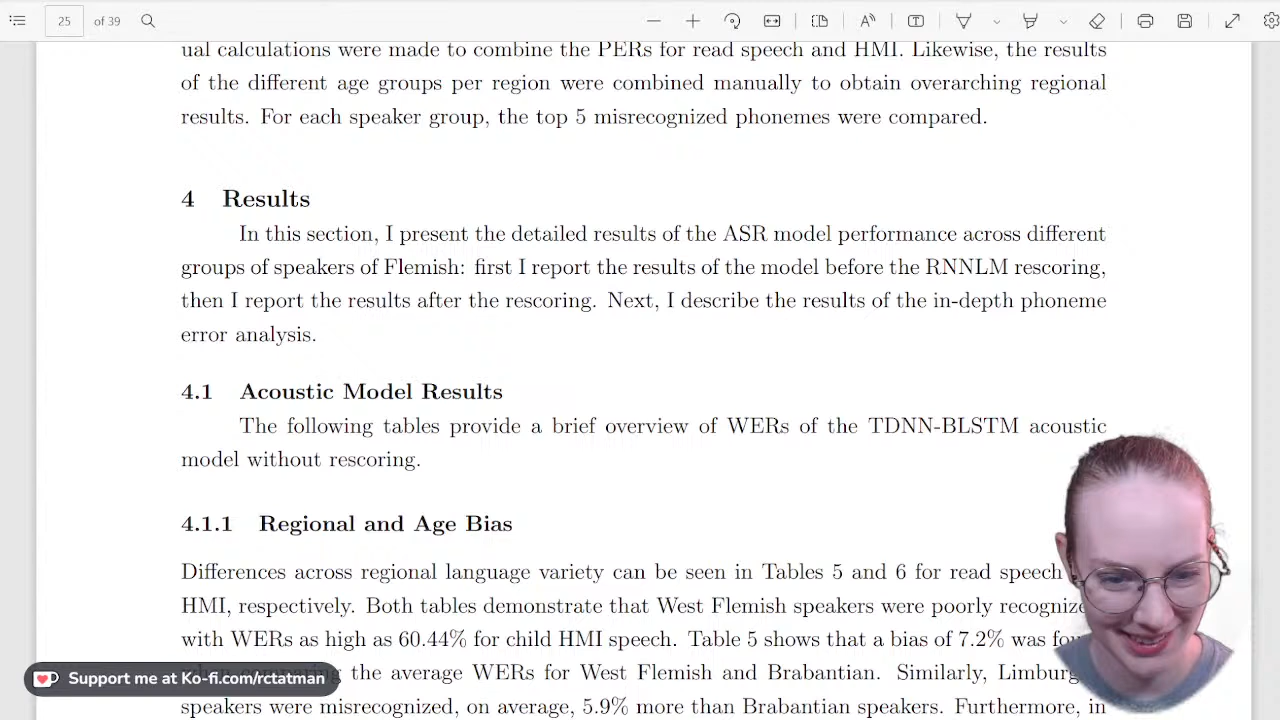 25 of 39
ual calculations were made to combine the PERs for read speech and HMI. Likewise, the results
of the different age groups per region were combined manually to obtain overarching regional
results. For each speaker group, the top 5 misrecognized phonemes were compared.
4 Results
In this section, I present the detailed results of the ASR model performance across different
groups of speakers of Flemish: first I report the results of the model before the RNNLM rescoring,
then I report the results after the rescoring. Next, I describe the results of the in-depth phoneme
error analysis.
4.1 Acoustic Model Results
The following tables provide a brief overview of WERs of the TDNN-BLSTM acoustic
model without rescoring.
4.1.1 Regional and Age Bias
Differences across regional language variety can be seen in Tables 5 and 6 for read speech
HMI, respectively. Both tables demonstrate that West Flemish speakers were poorly recognize
with WERs as high as 60.44% for child HMI speech. Table 5 shows that a bias of 7.2% was fou
the average WERs for West Flemish and Brabantian. Similarly, Limburg
Support me at Ko-fi.com/rctatman
speakers were misrecognized, on average, 5.9% more than Brabantian speakers. Furthermore, in